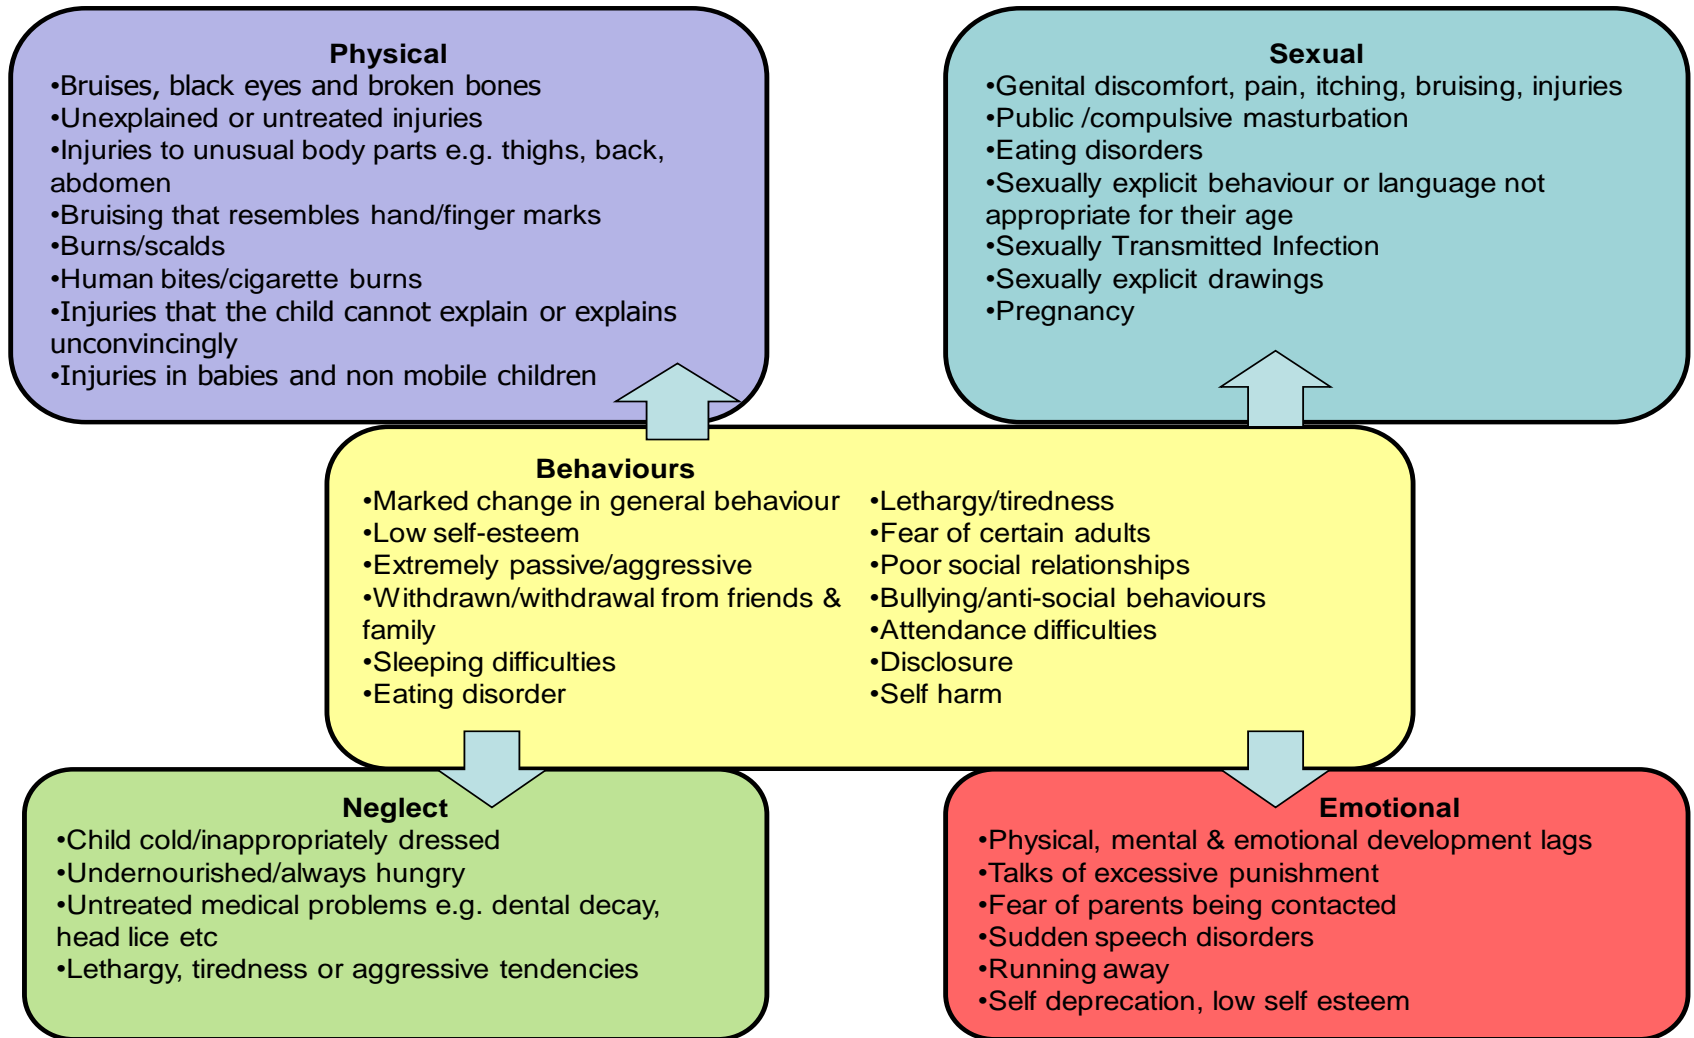 Physical
•Bruises, black eyes and broken bones
•Unexplained or untreated injuries
•Injuries to unusual body parts e.g. thighs, back,
abdomen
•Bruising that resembles hand/finger marks
•Burns/scalds
•Human bites/cigarette burns
•Injuries that the child cannot explain or explains
unconvincingly
•Injuries in babies and non mobile children
Sexual
•Genital discomfort, pain, itching, bruising, injuries
•Public /compulsive masturbation
•Eating disorders
•Sexually explicit behaviour or language not
appropriate for their age
•Sexually Transmitted Infection
•Sexually explicit drawings
•Pregnancy
Behaviours
•Marked change in general behaviour
•Low self-esteem
•Extremely passive/aggressive
•Withdrawn/withdrawal from friends &
family
•Sleeping difficulties
•Eating disorder
•Lethargy/tiredness
•Fear of certain adults
•Poor social relationships
•Bullying/anti-social behaviours
•Attendance difficulties
•Disclosure
•Self harm
Neglect
•Child cold/inappropriately dressed
•Undernourished/always hungry
•Untreated medical problems e.g. dental decay,
head lice etc
•Lethargy, tiredness or aggressive tendencies
Emotional
•Physical, mental & emotional development lags
•Talks of excessive punishment
•Fear of parents being contacted
•Sudden speech disorders
•Running away
•Self deprecation, low self esteem